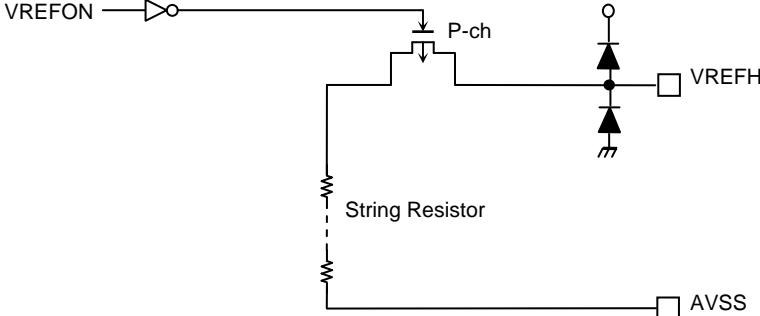 VREFON
P-ch
VREFH
String Resistor
AVSS